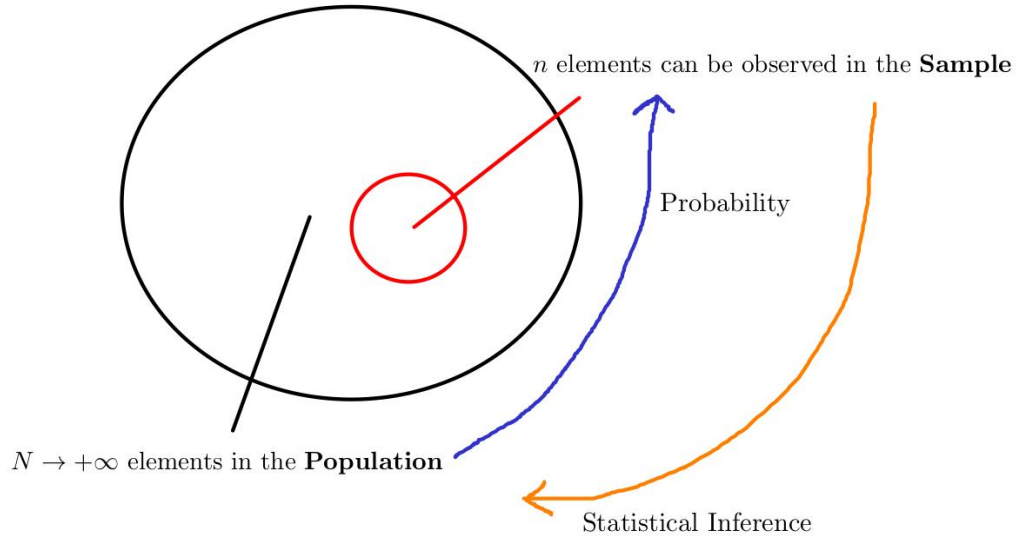 n elements can be observed in the Sample
Probability
N → +∞ elements in the Population
Statistical Inference